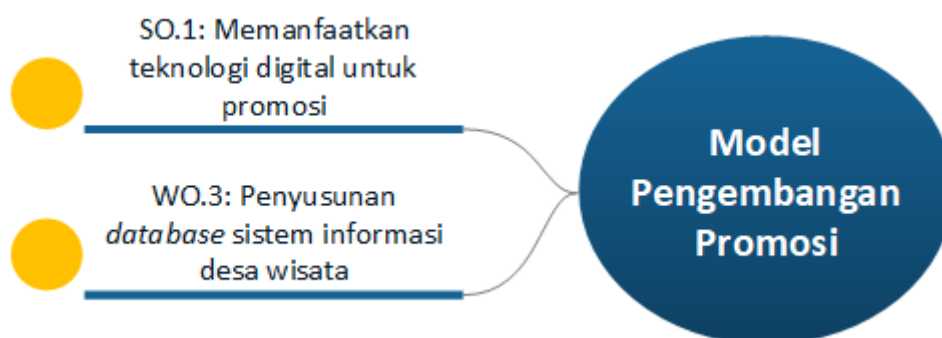 SO.1: Memanfaatkan
teknologi digital untuk
promosi
WO.3: Penyusunan
database sistem informasi
desa wisata
Model
Pengembangan
Promosi